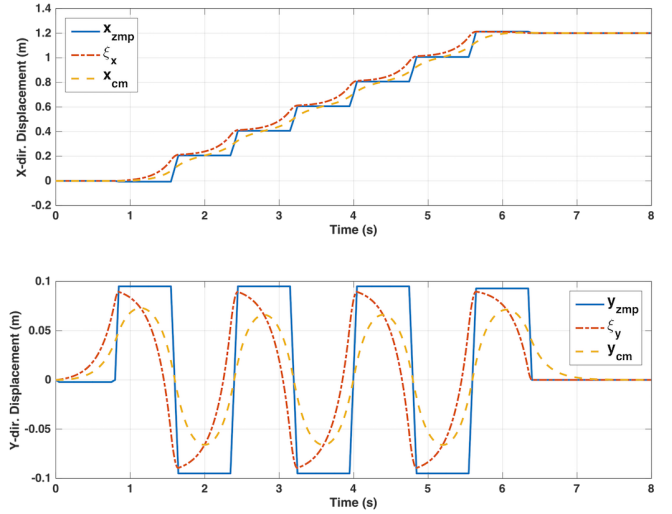 1.4
1.2
1
0.8
0.6
0.4
0.2
0
-0.2
X-dir. Displacement (m)
x_zmp
ξ_x
x_cm
0 1 2 3 4 5 6 7 8
Time (s)
0.1
0.05
0
-0.05
-0.1
Y-dir. Displacement (m)
y_zmp
ξ_y
y_cm
0 1 2 3 4 5 6 7 8
Time (s)